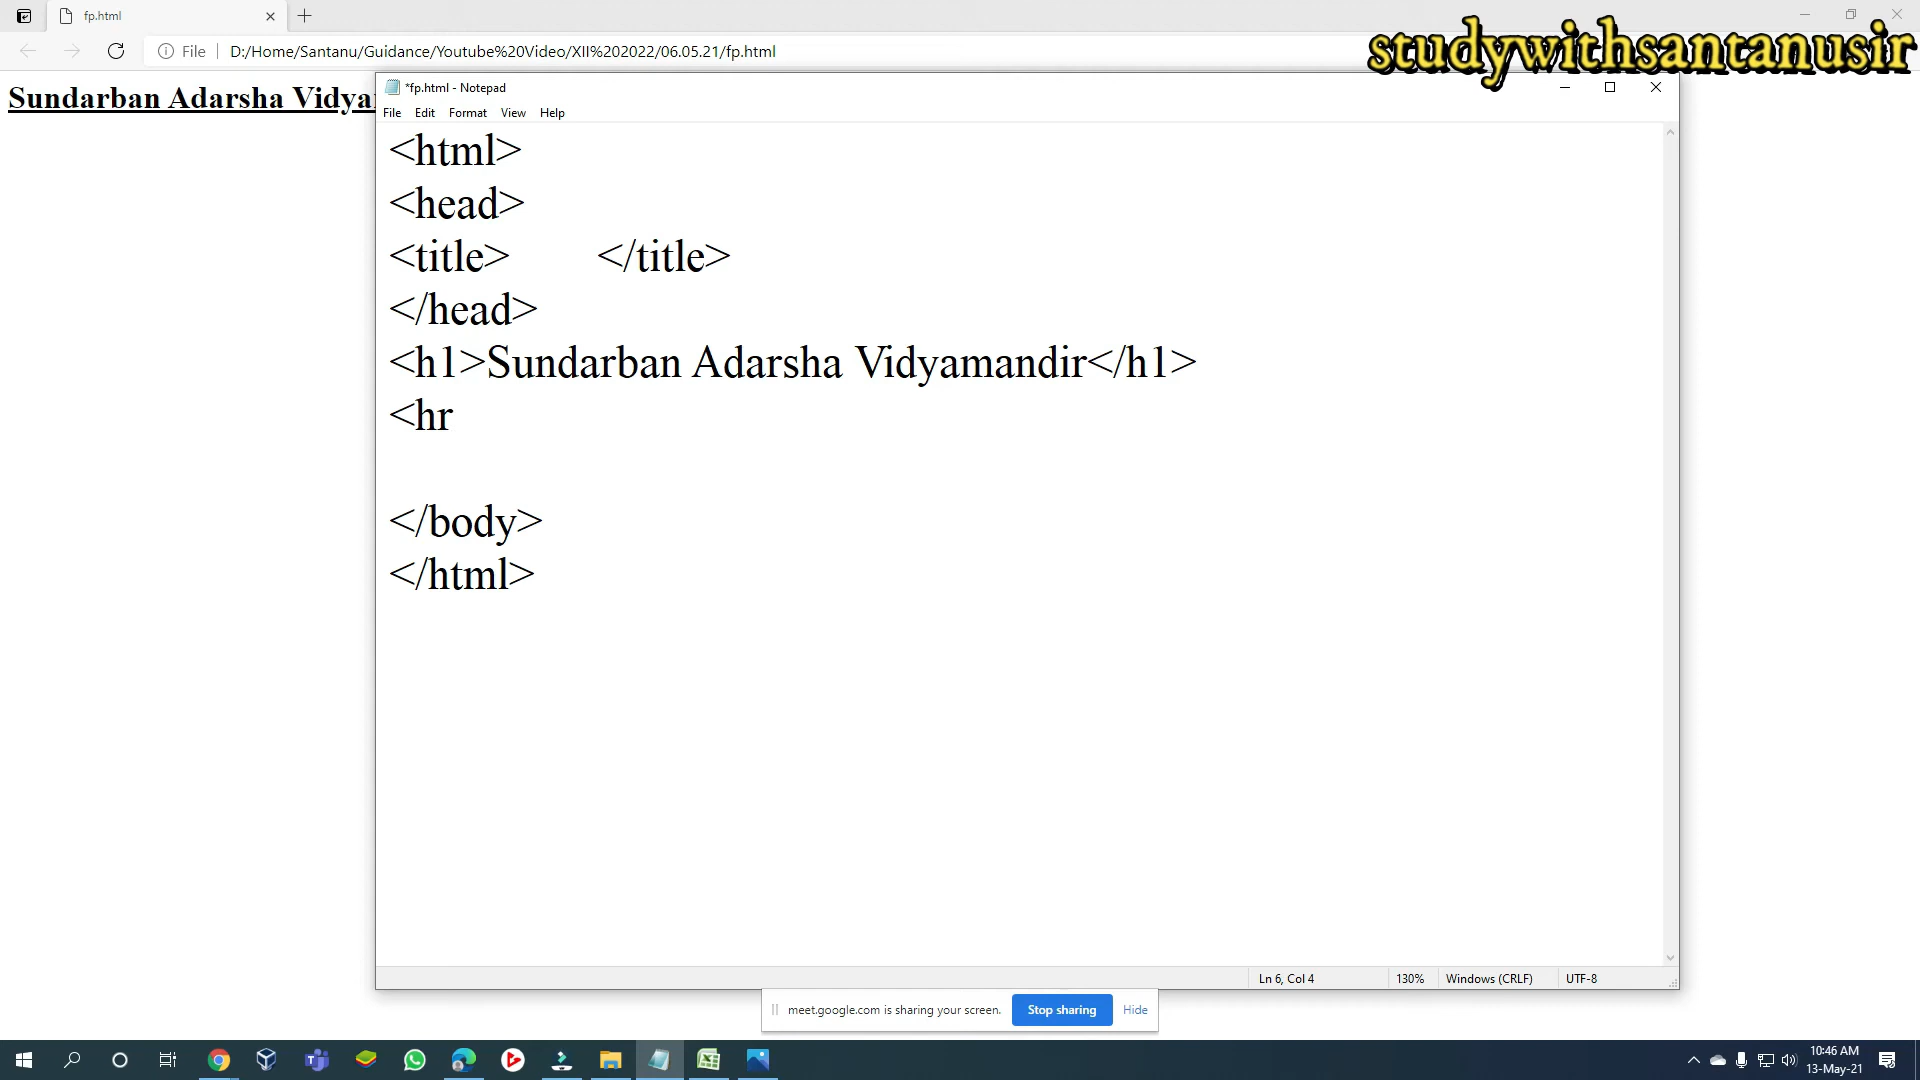 fp.html
File
D:/Home/Santanu/Guidance/Youtube%20Video/XII%202022/06.05.21/fp.html
studywithsantanusir
Sundarban Adarsha Vidya
*fp.html - Notepad
File Edit Format View Help
<html>
<head>
<title> </title>
</head>
<h1>Sundarban Adarsha Vidyamandir</h1>
<hr
</body>
</html>
Ln 6, Col 4 130% Windows (CRLF) UTF-8
meet.google.com is sharing your screen. Stop sharing Hide
10:46 AM
13-May-21